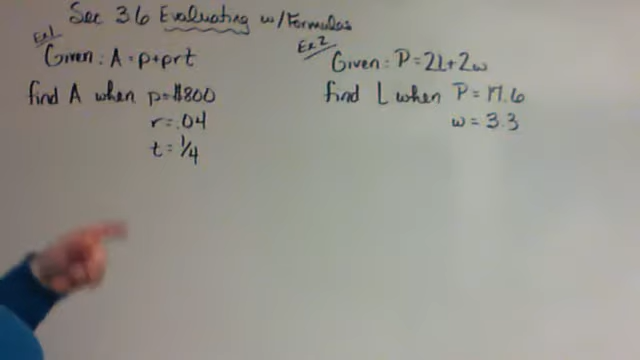 Sec 3.6 Evaluating w/Formulas
Ex1
Given: A = p+prt
find A when p=$800
r=.04
t=1/4
Ex2
Given: P=2L+2w
find L when P=17.6
w=3.3